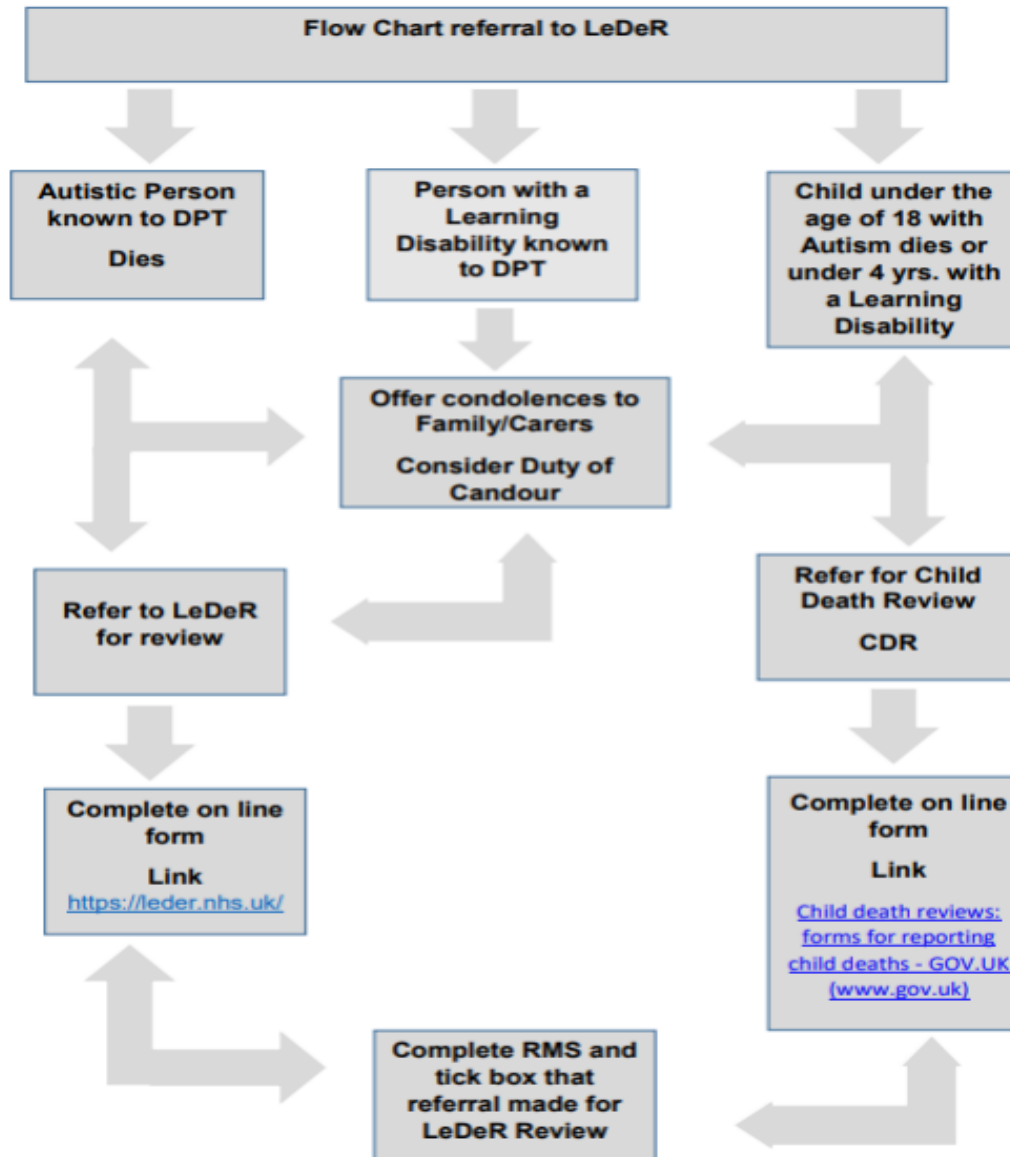 Flow Chart referral to LeDeR
Autistic Person
known to DPT
Dies
Person with a
Learning
Disability known
to DPT
Child under the
age of 18 with
Autism dies or
under 4 yrs. with
a Learning
Disability
Offer condolences to
Family/Carers
Consider Duty of
Candour
Refer to LeDeR
for review
Refer for Child
Death Review
CDR
Complete on line
form
Link
https://leder.nhs.uk/
Complete on line
form
Link
Child death reviews:
forms for reporting
child deaths - GOV.UK
(www.gov.uk)
Complete RMS and
tick box that
referral made for
LeDeR Review